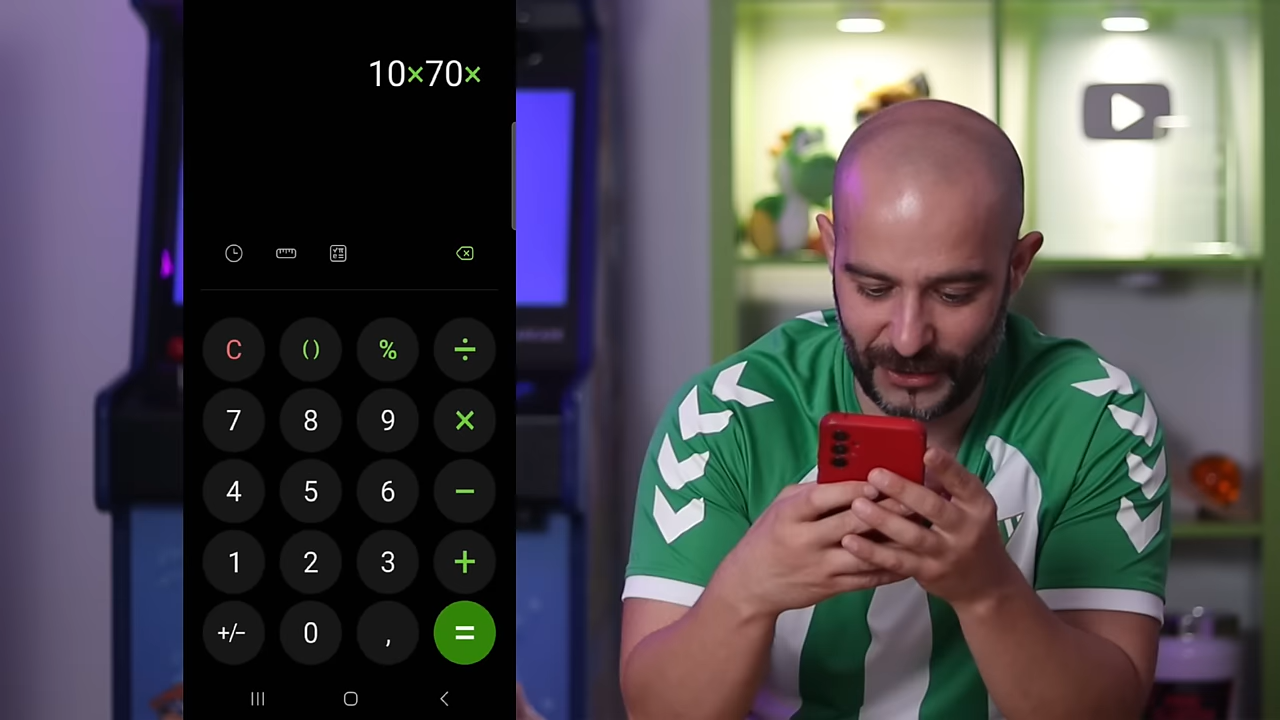 10×70×
C () % ÷
7 8 9 ×
4 5 6 −
1 2 3 +
+/− 0 , =